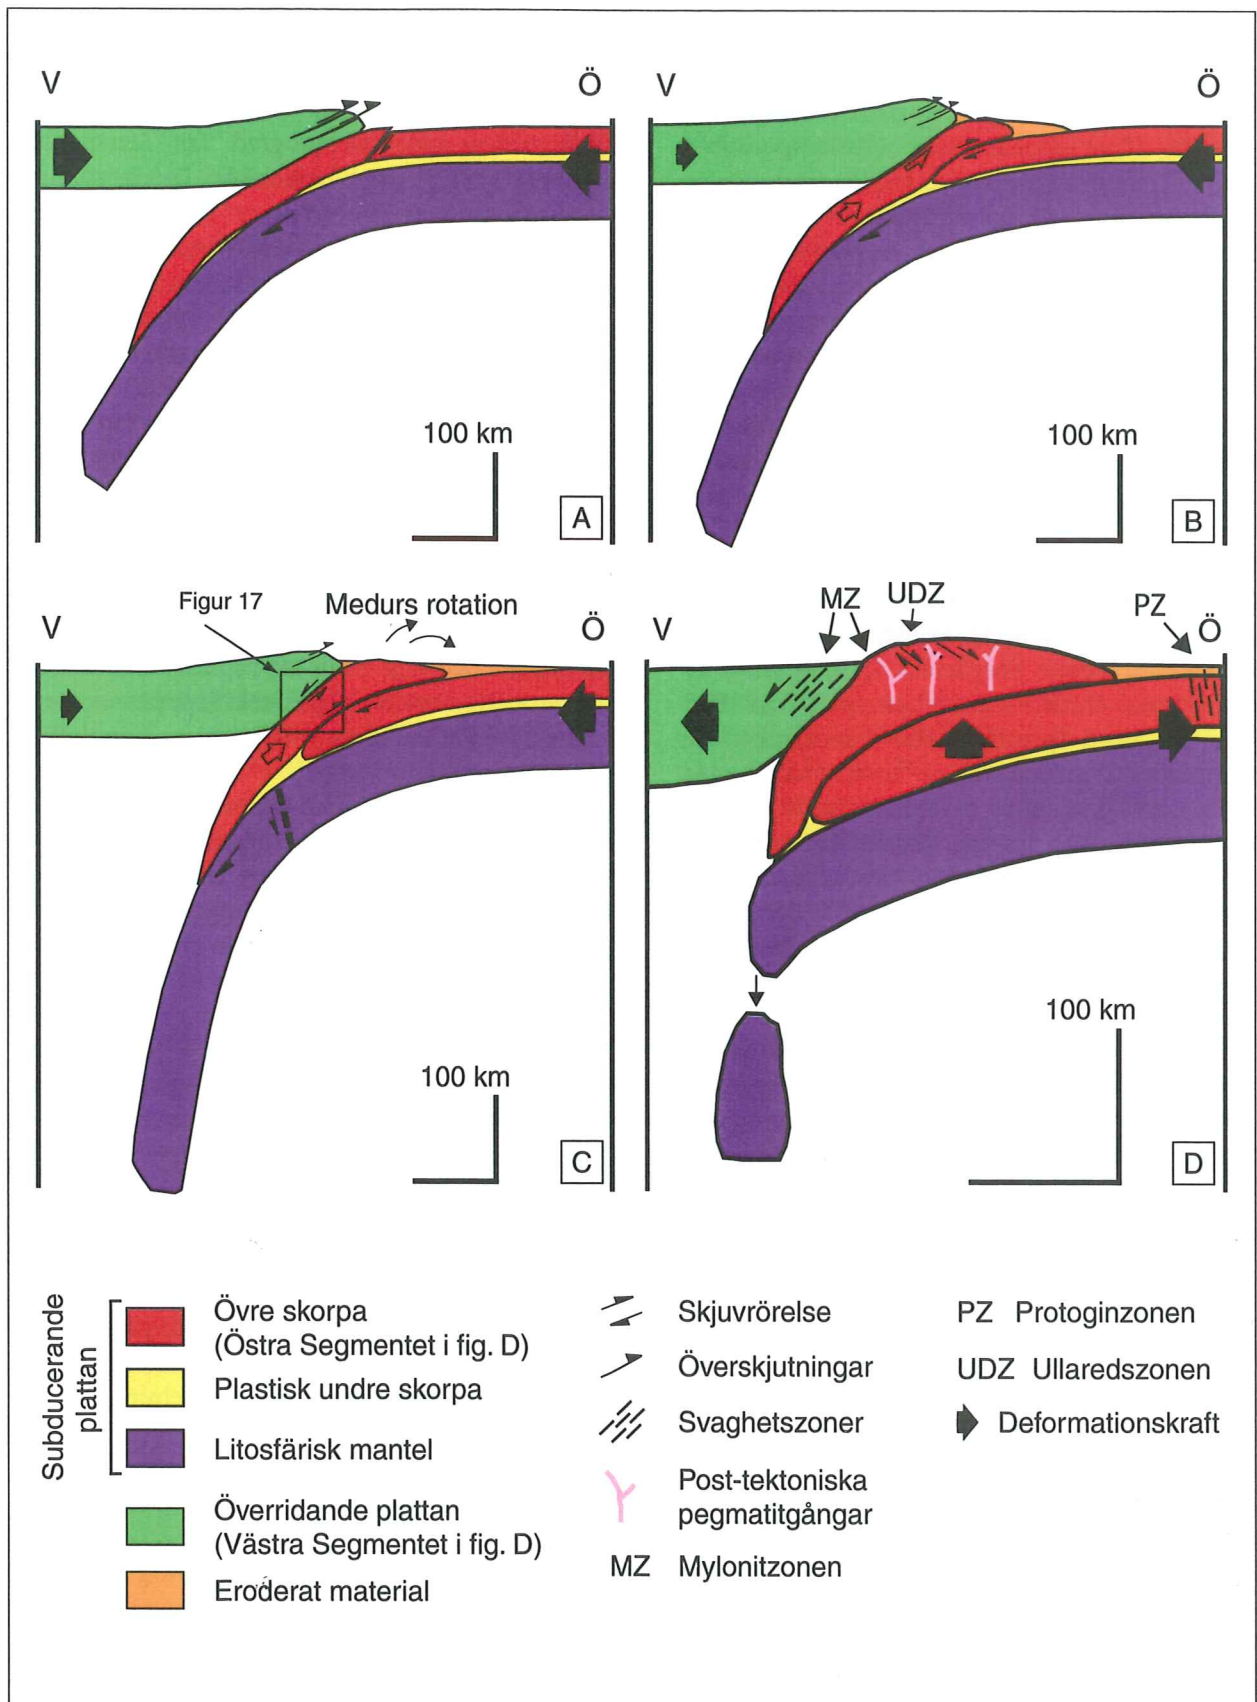 V
Ö
100 km
A
V
Ö
100 km
B
Figur 17
Medurs rotation
V
Ö
100 km
C
MZ
UDZ
PZ
V
Ö
100 km
D
Subducerande
plattan
Övre skorpa
(Östra Segmentet i fig. D)
Plastisk undre skorpa
Litosfärisk mantel
Överridande plattan
(Västra Segmentet i fig. D)
Eroderat material
Skjuvrörelse
Överskjutningar
Svaghetszoner
Post-tektoniska
pegmatitgångar
MZ Mylonitzonen
PZ Protoginzonen
UDZ Ullaredszonen
Deformationskraft